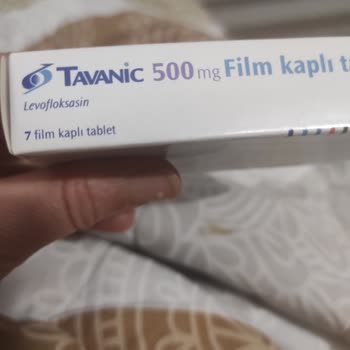 TAVANIC 500 mg Film kaplı
Levofloksasin
7 film kaplı tablet